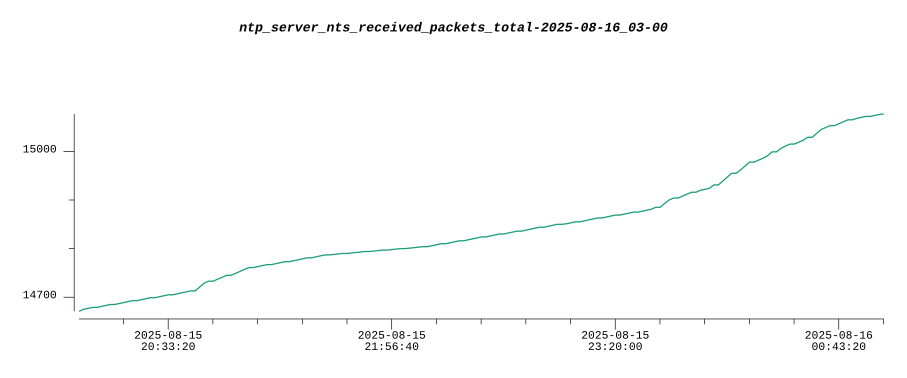 ntp_server_nts_received_packets_total-2025-08-16_03-00
15000
14700
2025-08-15 2025-08-15 2025-08-15 2025-08-16
20:33:20 21:56:40 23:20:00 00:43:20